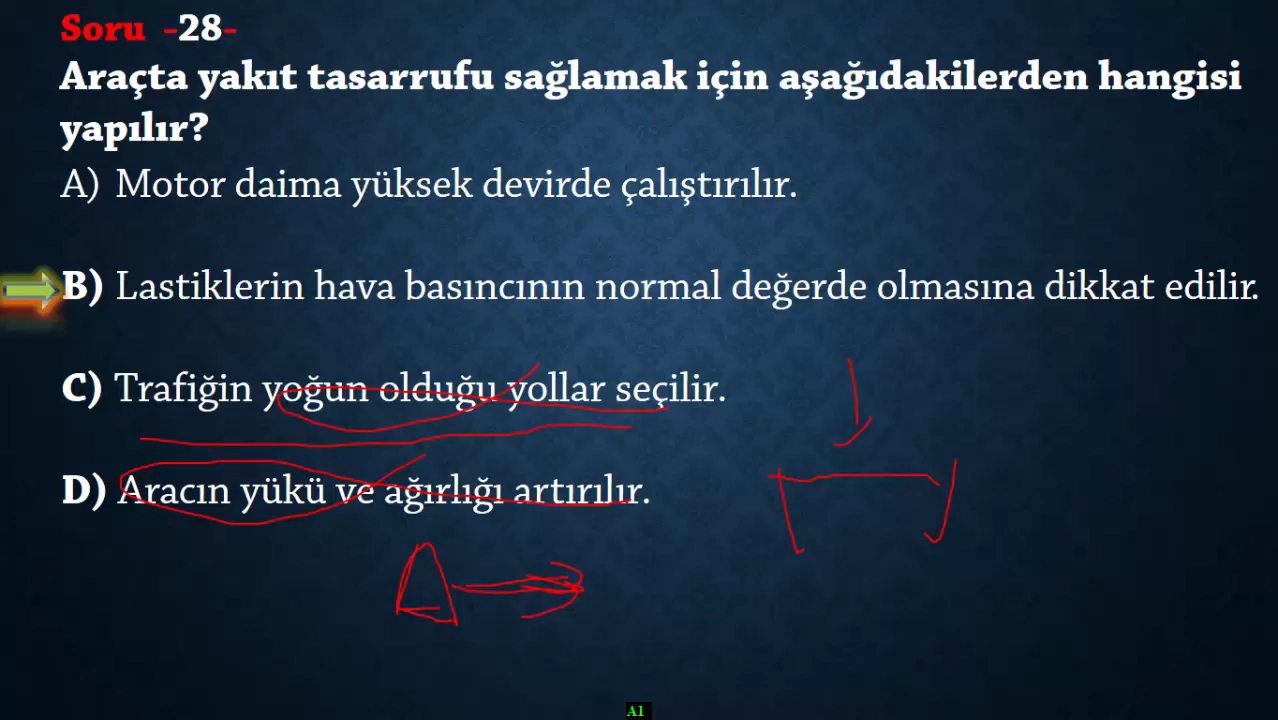 Soru -28-
Araçta yakıt tasarrufu sağlamak için aşağıdakilerden hangisi
yapılır?
A) Motor daima yüksek devirde çalıştırılır.
B) Lastiklerin hava basıncının normal değerde olmasına dikkat edilir.
C) Trafiğin yoğun olduğu yollar seçilir.
D) Aracın yükü ve ağırlığı artırılır.
A1